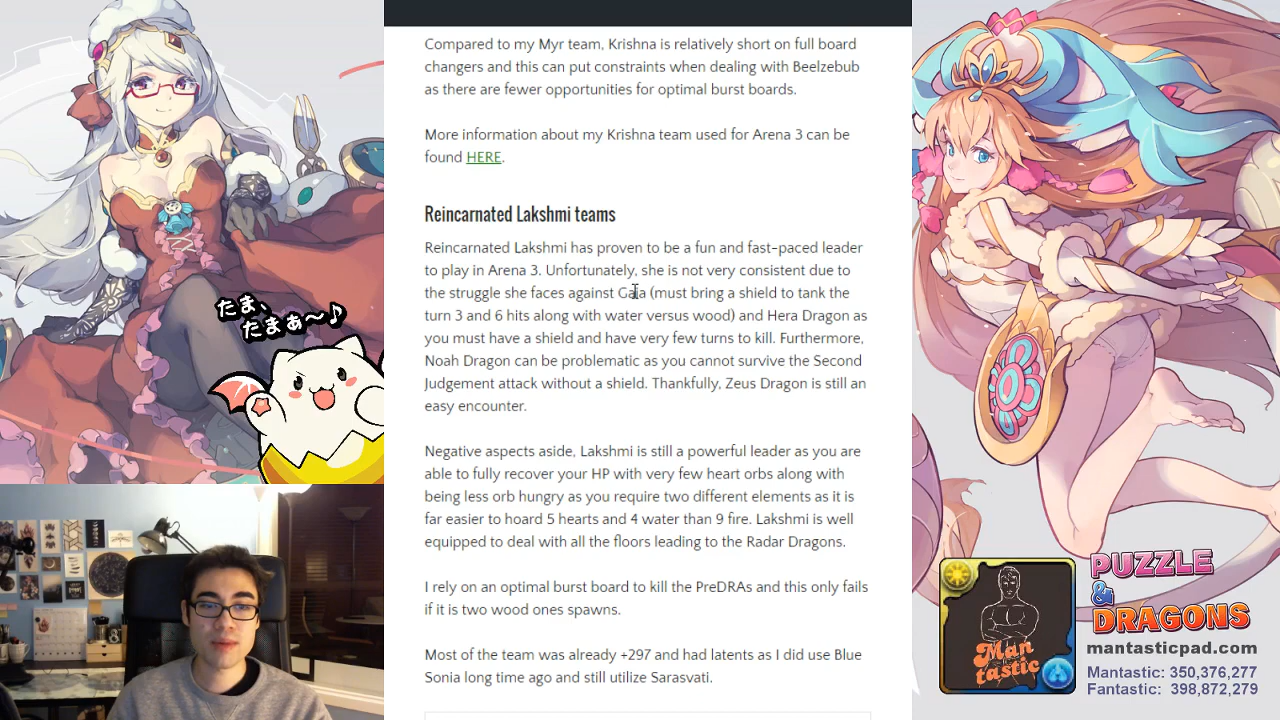 Compared to my Myr team, Krishna is relatively short on full board
changers and this can put constraints when dealing with Beelzebub
as there are fewer opportunities for optimal burst boards.
More information about my Krishna team used for Arena 3 can be
found HERE.
Reincarnated Lakshmi teams
Reincarnated Lakshmi has proven to be a fun and fast-paced leader
to play in Arena 3. Unfortunately, she is not very consistent due to
the struggle she faces against Gaia (must bring a shield to tank the
turn 3 and 6 hits along with water versus wood) and Hera Dragon as
you must have a shield and have very few turns to kill. Furthermore,
Noah Dragon can be problematic as you cannot survive the Second
Judgement attack without a shield. Thankfully, Zeus Dragon is still an
easy encounter.
Negative aspects aside, Lakshmi is still a powerful leader as you are
able to fully recover your HP with very few heart orbs along with
being less orb hungry as you require two different elements as it is
far easier to hoard 5 hearts and 4 water than 9 fire. Lakshmi is well
equipped to deal with all the floors leading to the Radar Dragons.
I rely on an optimal burst board to kill the PreDRAs and this only fails
if it is two wood ones spawns.
Most of the team was already +297 and had latents as I did use Blue
Sonia long time ago and still utilize Sarasvati.
たま、
たまぁ〜♪
Man
tastic
PUZZLE
&
DRAGONS
mantasticpad.com
Mantastic: 350,376,277
Fantastic: 398,872,279